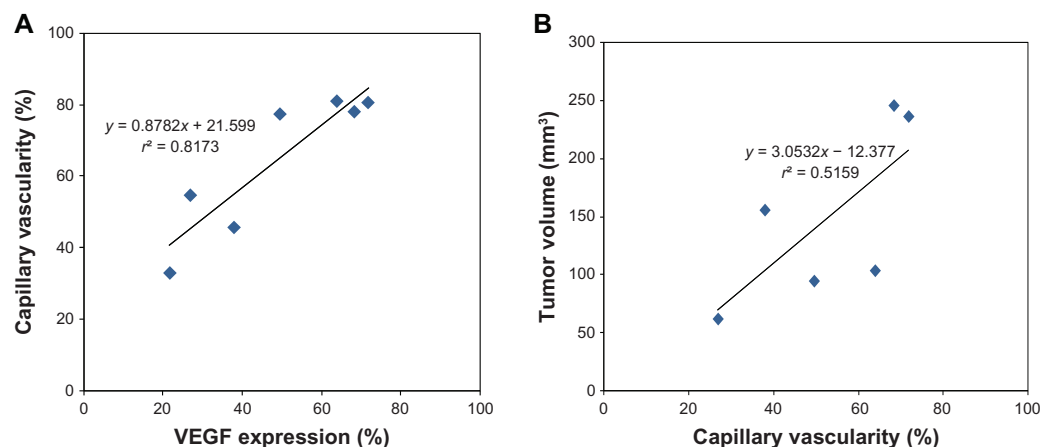 A
Capillary vascularity (%)
100
80
60
40
20
0
y = 0.8782x + 21.599
r² = 0.8173
0 20 40 60 80 100
VEGF expression (%)
B
Tumor volume (mm³)
300
250
200
150
100
50
0
y = 3.0532x − 12.377
r² = 0.5159
0 20 40 60 80 100
Capillary vascularity (%)